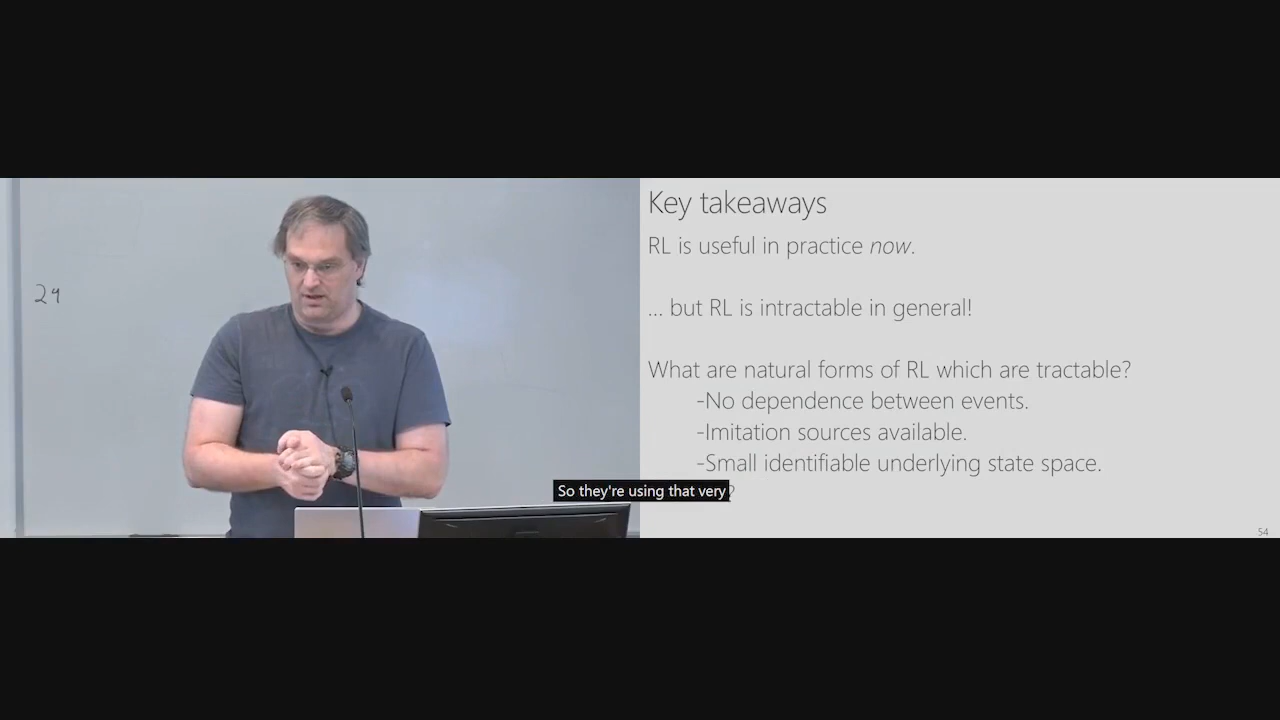 Key takeaways
RL is useful in practice now.
... but RL is intractable in general!
What are natural forms of RL which are tractable?
-No dependence between events.
-Imitation sources available.
-Small identifiable underlying state space.
So they're using that very
54